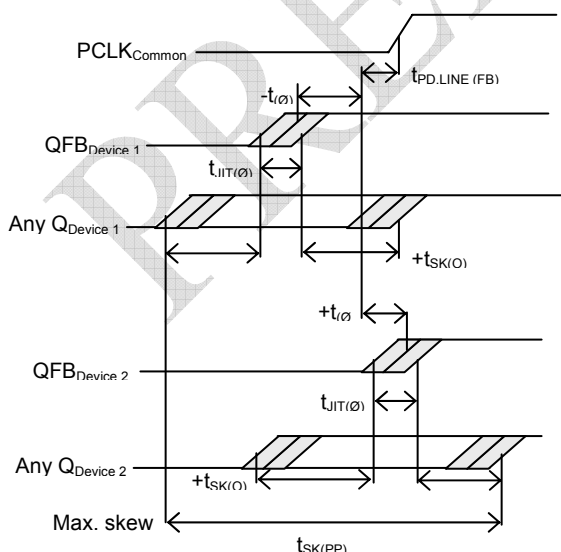 PCLKCommon
tPD.LINE (FB)
-t(Ø)
QFBDevice 1
tJIT(Ø)
Any QDevice 1
+tSK(O)
+t(Ø
QFBDevice 2
tJIT(Ø)
Any QDevice 2
+tSK(O)
Max. skew
tSK(PP)